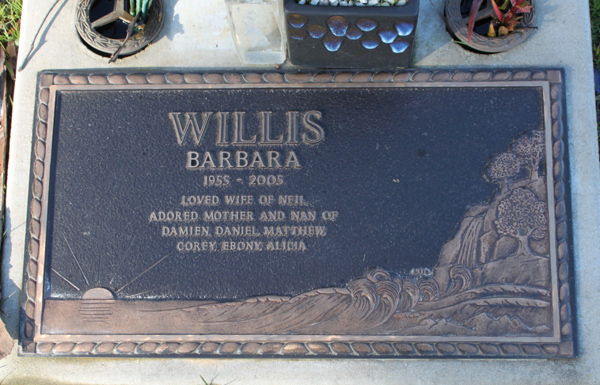 WILLIS
BARBARA
1955 - 2005
LOVED WIFE OF NEIL,
ADORED MOTHER AND NAN OF
DAMIEN, DANIEL, MATTHEW,
COREY, EBONY, ALICIA